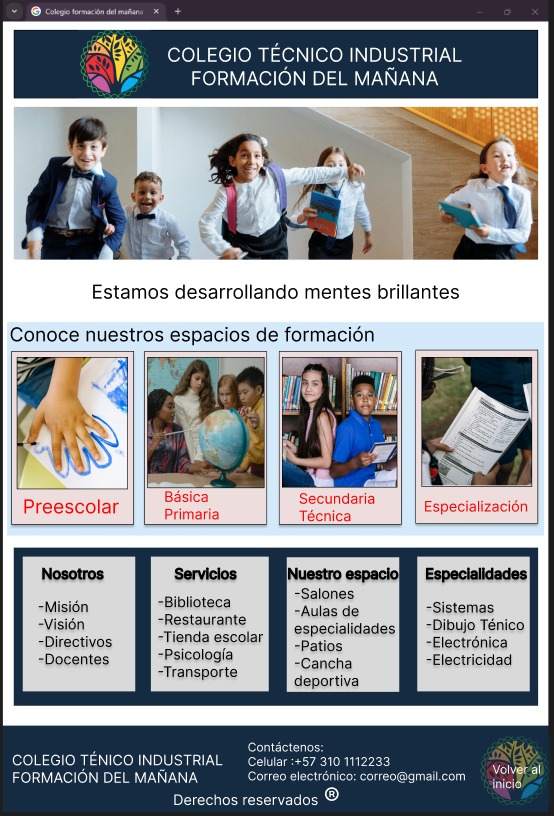 Colegio formación del mañana
COLEGIO TÉCNICO INDUSTRIAL
FORMACIÓN DEL MAÑANA
Estamos desarrollando mentes brillantes
Conoce nuestros espacios de formación
Preescolar
Básica
Primaria
Secundaria
Técnica
Especialización
Nosotros
-Misión
-Visión
-Directivos
-Docentes
Servicios
-Biblioteca
-Restaurante
-Tienda escolar
-Psicología
-Transporte
Nuestro espacio
-Salones
-Aulas de
especialidades
-Patios
-Cancha
deportiva
Especialidades
-Sistemas
-Dibujo Ténico
-Electrónica
-Electricidad
COLEGIO TÉNICO INDUSTRIAL
FORMACIÓN DEL MAÑANA
Contáctenos:
Celular :+57 310 1112233
Correo electrónico: correo@gmail.com
Derechos reservados ®
Volver al
inicio